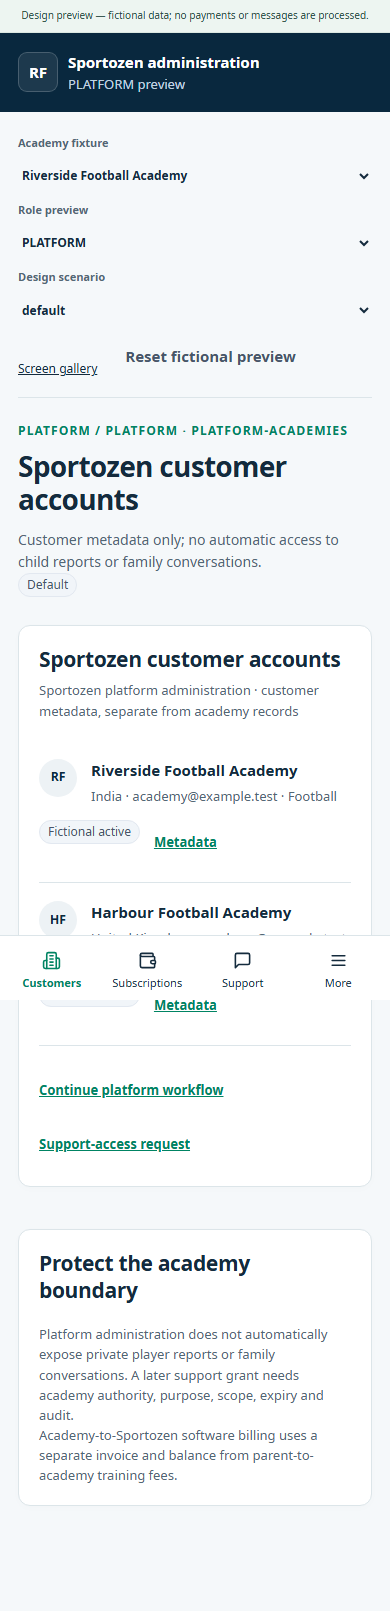 Design preview — fictional data; no payments or messages are processed.
RF
Sportozen administration
PLATFORM preview
Academy fixture
Riverside Football Academy
Role preview
PLATFORM
Design scenario
default
Screen gallery
Reset fictional preview
PLATFORM / PLATFORM · PLATFORM-ACADEMIES
Sportozen customer
accounts
Customer metadata only; no automatic access to
child reports or family conversations.
Default
Sportozen customer accounts
Sportozen platform administration · customer
metadata, separate from academy records
RF
Riverside Football Academy
India · academy@example.test · Football
Fictional active
Metadata
HF
Harbour Football Academy
Customers
Subscriptions
Support
More
Metadata
Continue platform workflow
Support-access request
Protect the academy
boundary
Platform administration does not automatically
expose private player reports or family
conversations. A later support grant needs
academy authority, purpose, scope, expiry and
audit.
Academy-to-Sportozen software billing uses a
separate invoice and balance from parent-to-
academy training fees.